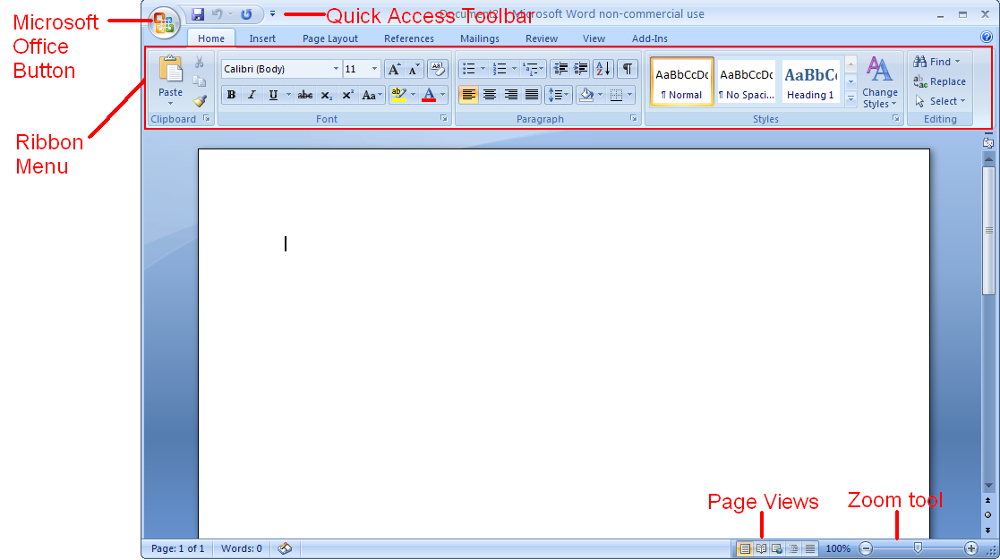 Microsoft
Office
Button
Quick Access Toolbar
Microsoft Word non-commercial use
Home Insert Page Layout References Mailings Review View Add-Ins
Ribbon
Menu
Paste
Clipboard
Calibri (Body) 11
B I U abc x₂ x² Aa ab A
Font
Paragraph
AaBbCcDc AaBbCcDc AaBbC
¶ Normal ¶ No Spaci... Heading 1
Change
Styles
Styles
Find
Replace
Select
Editing
Page Views
Zoom tool
Page: 1 of 1 Words: 0 100%